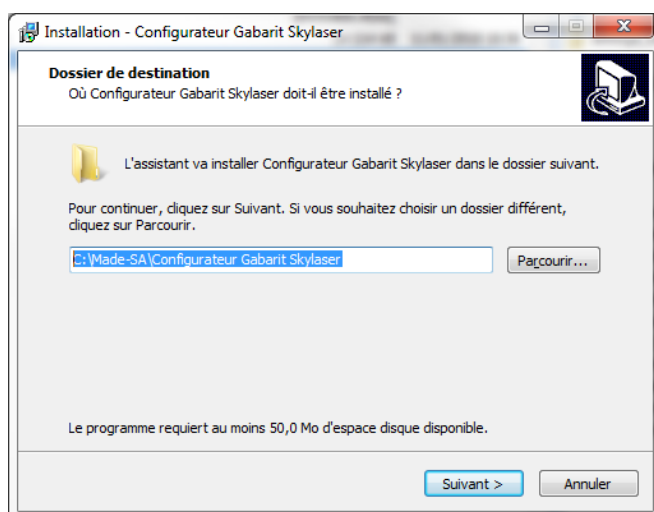 Installation - Configurateur Gabarit Skylaser
Dossier de destination
Où Configurateur Gabarit Skylaser doit-il être installé ?
L'assistant va installer Configurateur Gabarit Skylaser dans le dossier suivant.
Pour continuer, cliquez sur Suivant. Si vous souhaitez choisir un dossier différent,
cliquez sur Parcourir.
C:\Made-SA\Configurateur Gabarit Skylaser
Parcourir...
Le programme requiert au moins 50,0 Mo d'espace disque disponible.
Suivant >
Annuler